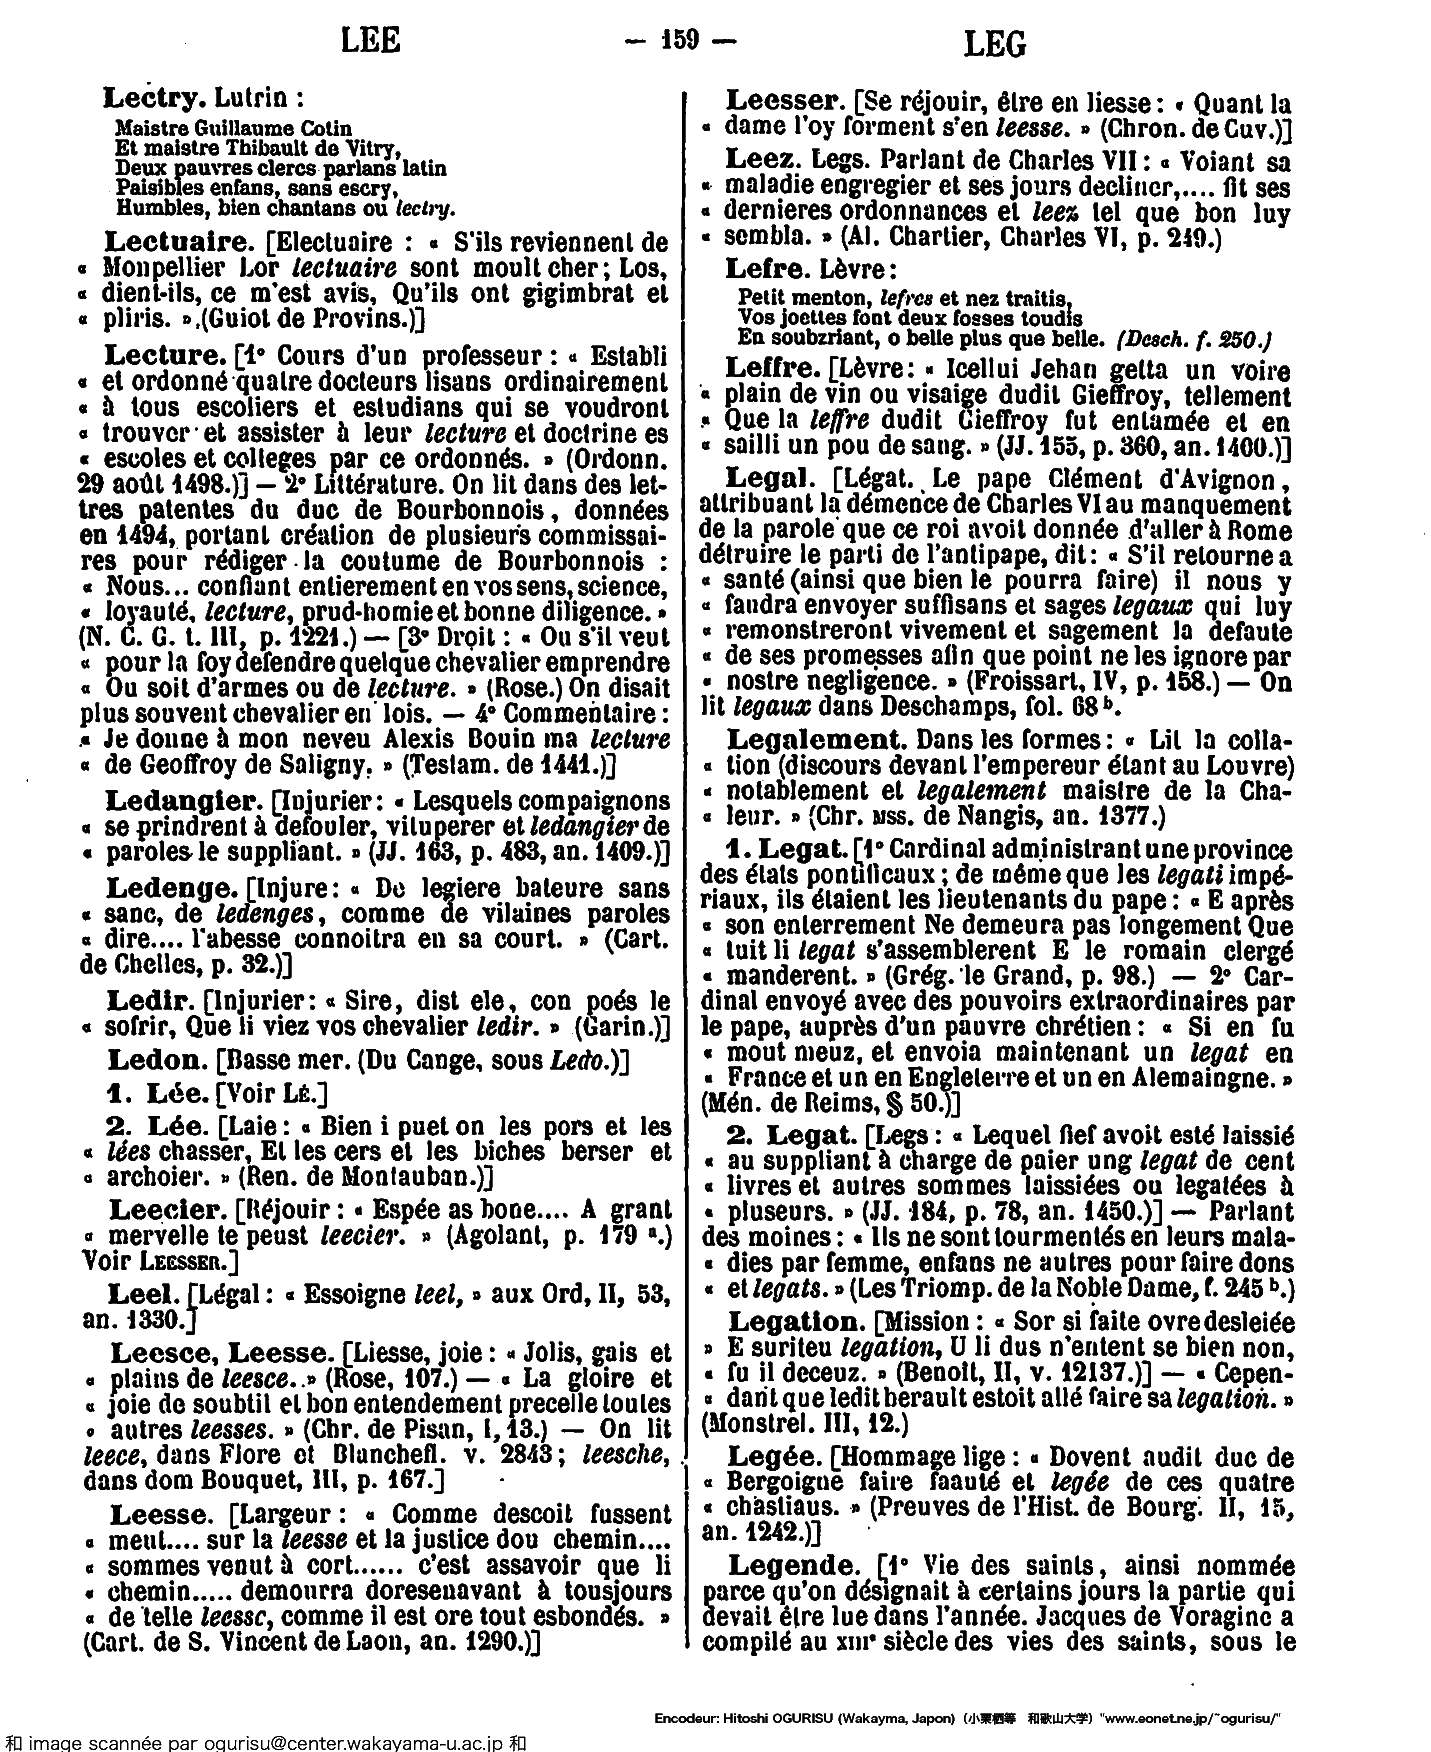 LEE
— 159 —
LEG
Lectry. Lutrin :
Maistre Guillaume Cotin
Et maistre Thibault de Vitry,
Deux pauvres clercs parlans latin
Paisibles enfans, sans escry,
Humbles, bien chantans ou lectry.
Lectuaire. [Electuaire : « S'ils reviennent de
« Monpellier Lor lectuaire sont moult cher ; Los,
« dient-ils, ce m'est avis, Qu'ils ont gigimbrat et
« pliris. » (Guiot de Provins.)]
Lecture. [1° Cours d'un professeur : « Establi
« et ordonné quatre docteurs lisans ordinairement
« à tous escoliers et estudians qui se voudront
« trouver et assister à leur lecture et doctrine es
« escoles et colleges par ce ordonnés. » (Ordonn.
29 août 1498.)] — 2° Littérature. On lit dans des let-
tres patentes du duc de Bourbonnois, données
en 1494, portant création de plusieurs commissai-
res pour rédiger la coutume de Bourbonnois :
« Nous... confiant entierement en vos sens, science,
« loyauté, lecture, prud-homie et bonne diligence. »
(N. C. G. t. III, p. 1221.) — [3° Droit : « Ou s'il veut
« pour la foy defendre quelque chevalier emprendre
« Ou soit d'armes ou de lecture. » (Rose.) On disait
plus souvent chevalier en lois. — 4° Commentaire :
« Je donne à mon neveu Alexis Bouin ma lecture
« de Geoffroy de Saligny. » (Testam. de 1441.)]
Ledangier. [Injurier : « Lesquels compaignons
« se prindrent à defouler, vituperer et ledangier de
« paroles le suppliant. » (JJ. 163, p. 483, an. 1409.)]
Ledenge. [Injure : « De legiere bateure sans
« sanc, de ledenges, comme de vilaines paroles
« dire.... l'abesse connoitra en sa court. » (Cart.
de Chelles, p. 32.)]
Ledir. [Injurier : « Sire, dist ele, con poés le
« sofrir, Que li viez vos chevalier ledir. » (Garin.)]
Ledon. [Basse mer. (Du Cange, sous Ledo.)]
1. Lée. [Voir LÉ.]
2. Lée. [Laie : « Bien i puet on les pors et les
« lées chasser, Et les cers et les biches berser et
« archoier. » (Ren. de Montauban.)]
Leecier. [Réjouir : « Espée as bone.... A grant
« mervelle te peust leecier. » (Agolant, p. 179 ª.)
Voir LEESSER.]
Leel. [Légal : « Essoigne leel, » aux Ord, II, 53,
an. 1330.]
Leesce, Leesse. [Liesse, joie : « Jolis, gais et
« plains de leesce. » (Rose, 107.) — « La gloire et
« joie de soubtil et bon entendement precelle toutes
« autres leesses. » (Chr. de Pisan, I, 13.) — On lit
leece, dans Flore et Blanchefl. v. 2843 ; leesche,
dans dom Bouquet, III, p. 167.]
Leesse. [Largeur : « Comme descoit fussent
« meut.... sur la leesse et la justice dou chemin....
« sommes venut à cort...... c'est assavoir que li
« chemin..... demourra doresenavant à tousjours
« de telle leesse, comme il est ore tout esbondés. »
(Cart. de S. Vincent de Laon, an. 1290.)]
Leesser. [Se réjouir, être en liesse : « Quant la
« dame l'oy forment s'en leesse. » (Chron. de Cuv.)]
Leez. Legs. Parlant de Charles VII : « Voiant sa
« maladie engregier et ses jours decliner,.... fit ses
« dernieres ordonnances et leez tel que bon luy
« sembla. » (Al. Chartier, Charles VI, p. 249.)
Lefre. Lèvre :
Petit menton, lefres et nez traitis,
Vos joettes font deux fosses toudis
En soubzriant, o belle plus que belle. (Desch. f. 250.)
Leffre. [Lèvre : « Icellui Jehan getta un voire
« plain de vin ou visaige dudit Gieffroy, tellement
« Que la leffre dudit Gieffroy fut entamée et en
« sailli un pou de sang. » (JJ. 155, p. 360, an. 1400.)]
Legal. [Légat. Le pape Clément d'Avignon,
attribuant la démence de Charles VI au manquement
de la parole que ce roi avoit donnée d'aller à Rome
détruire le parti de l'antipape, dit : « S'il retourne a
« santé (ainsi que bien le pourra faire) il nous y
« faudra envoyer suffisans et sages legaux qui luy
« remonstreront vivement et sagement la defaute
« de ses promesses afin que point ne les ignore par
« nostre negligence. » (Froissart, IV, p. 158.) — On
lit legaux dans Deschamps, fol. 68 b.
Legalement. Dans les formes : « Lit la colla-
« tion (discours devant l'empereur étant au Louvre)
« notablement et legalement maistre de la Cha-
« leur. » (Chr. MSS. de Nangis, an. 1377.)
1. Legat. [1° Cardinal administrant une province
des états pontificaux ; de même que les legati impé-
riaux, ils étaient les lieutenants du pape : « E après
« son enterrement Ne demeura pas longement Que
« tuit li legat s'assemblerent E le romain clergé
« manderent. » (Grég. le Grand, p. 98.) — 2° Car-
dinal envoyé avec des pouvoirs extraordinaires par
le pape, auprès d'un pauvre chrétien : « Si en fu
« mout meuz, et envoia maintenant un legat en
« France et un en Engleterre et un en Alemaingne. »
(Mén. de Reims, § 50.)]
2. Legat. [Legs : « Lequel fief avoit esté laissié
« au suppliant à charge de paier ung legat de cent
« livres et autres sommes laissiées ou legatées à
« pluseurs. » (JJ. 184, p. 78, an. 1450.)] — Parlant
des moines : « Ils ne sont tourmentés en leurs mala-
« dies par femme, enfans ne autres pour faire dons
« et legats. » (Les Triomp. de la Noble Dame, f. 245 b.)
Legation. [Mission : « Sor si faite ovre desleiée
» E suriteu legation, U li dus n'entent se bien non,
« fu il deceuz. » (Benoit, II, v. 12137.)] — « Cepen-
« dant que ledit herault estoit allé faire sa legation. »
(Monstrel. III, 12.)
Legée. [Hommage lige : « Dovent audit duc de
« Bergoigne faire faauté et legée de ces quatre
« chastiaus. » (Preuves de l'Hist. de Bourg. II, 15,
an. 1242.)]
Legende. [1° Vie des saints, ainsi nommée
parce qu'on désignait à certains jours la partie qui
devait être lue dans l'année. Jacques de Voragine a
compilé au XIIIe siècle des vies des saints, sous le
Encodeur: Hitoshi OGURISU (Wakayma, Japon)（小栗栖等 和歌山大学）"www.eonet.ne.jp/~ogurisu/"
和 image scannée par ogurisu@center.wakayama-u.ac.jp 和